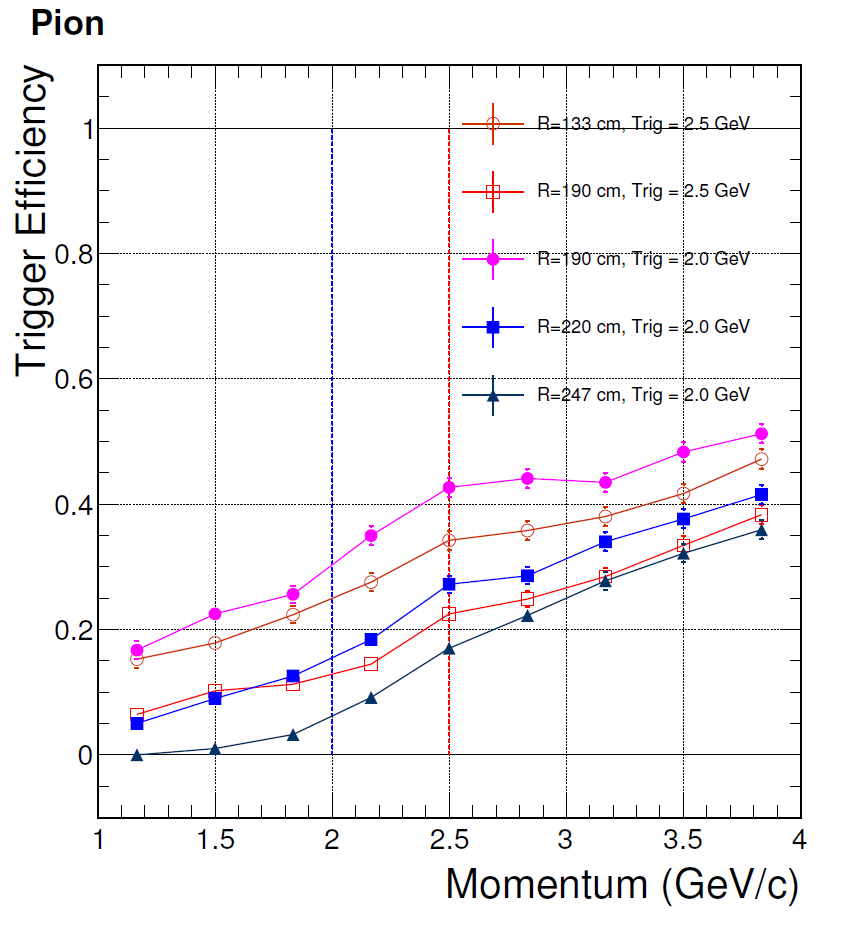 Pion
Trigger Efficiency
1
0.8
0.6
0.4
0.2
0
R=133 cm, Trig = 2.5 GeV
R=190 cm, Trig = 2.5 GeV
R=190 cm, Trig = 2.0 GeV
R=220 cm, Trig = 2.0 GeV
R=247 cm, Trig = 2.0 GeV
1 1.5 2 2.5 3 3.5 4
Momentum (GeV/c)